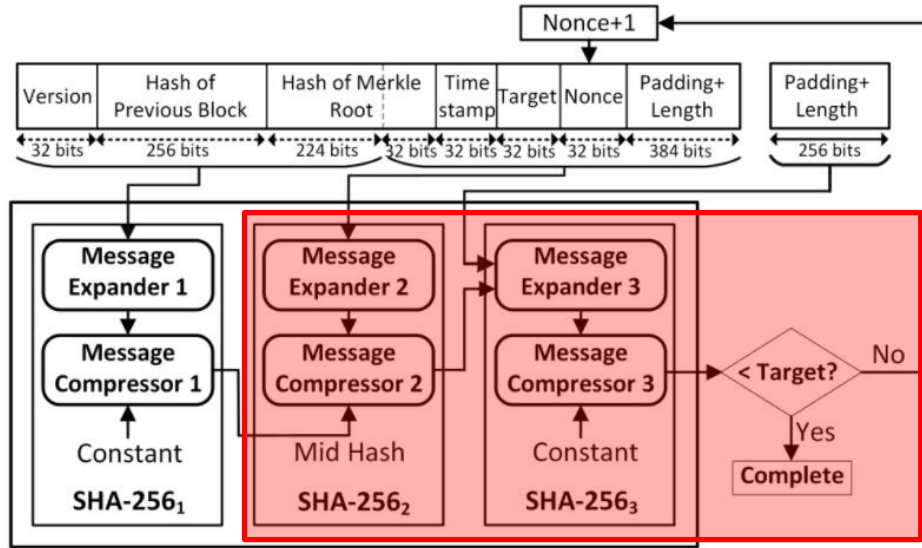 Nonce+1
Version
Hash of
Previous Block
Hash of Merkle
Root
Time
stamp
Target
Nonce
Padding+
Length
Padding+
Length
32 bits
256 bits
224 bits
32 bits
32 bits
32 bits
32 bits
384 bits
256 bits
Message
Expander 1
Message
Expander 2
Message
Expander 3
Message
Compressor 1
Message
Compressor 2
Message
Compressor 3
< Target?
No
Yes
Complete
Constant
Mid Hash
Constant
SHA-256₁
SHA-256₂
SHA-256₃